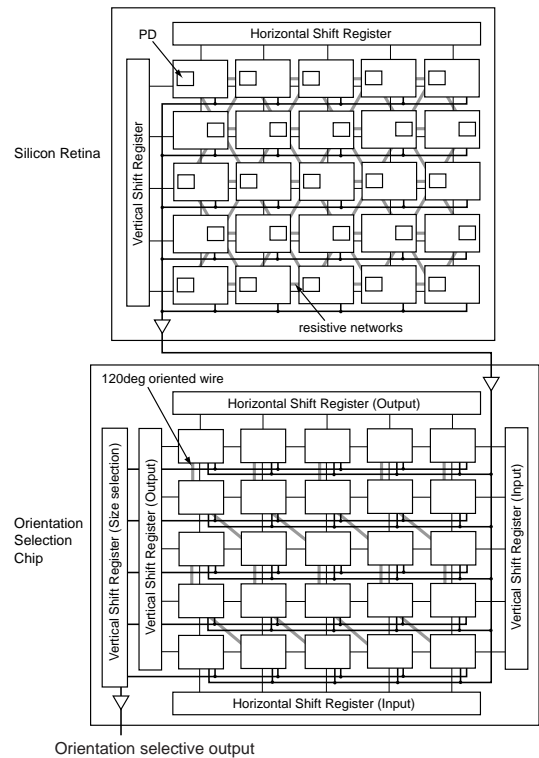 PD
Horizontal Shift Register
Silicon Retina
Vertical Shift Register
resistive networks
120deg oriented wire
Horizontal Shift Register (Output)
Orientation
Selection
Chip
Vertical Shift Register (Size selection)
Vertical Shift Register (Output)
Vertical Shift Register (Input)
Horizontal Shift Register (Input)
Orientation selective output